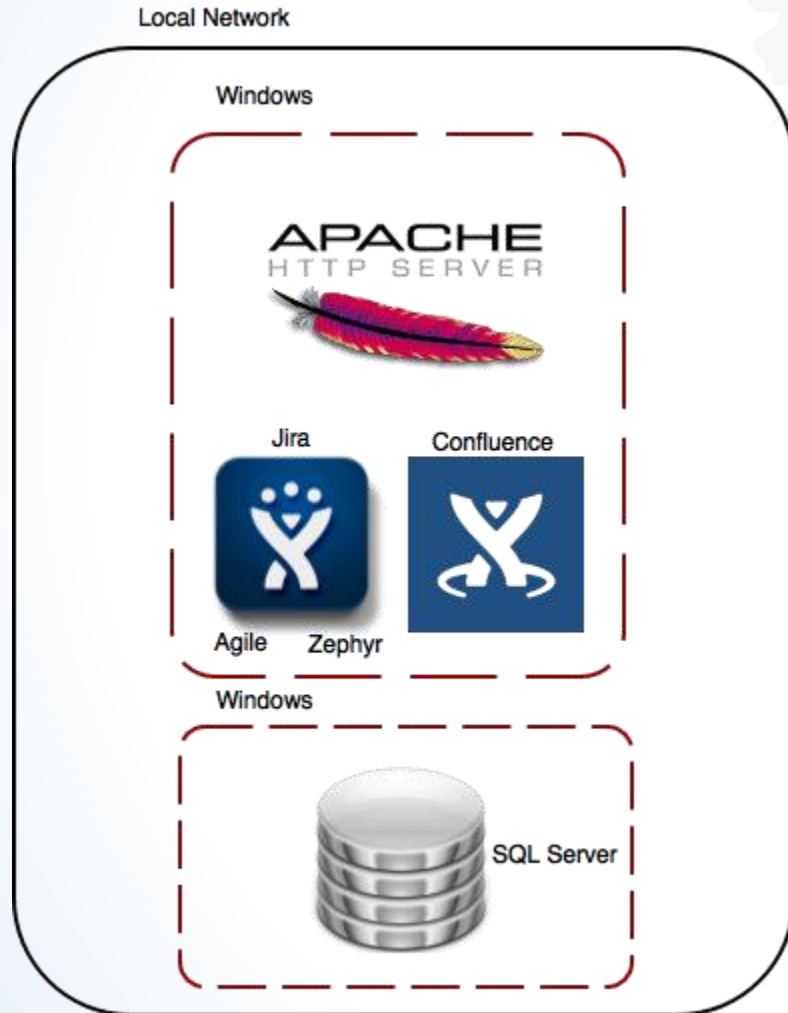 Local Network
Windows
APACHE
HTTP SERVER
Jira
Confluence
Agile
Zephyr
Windows
SQL Server